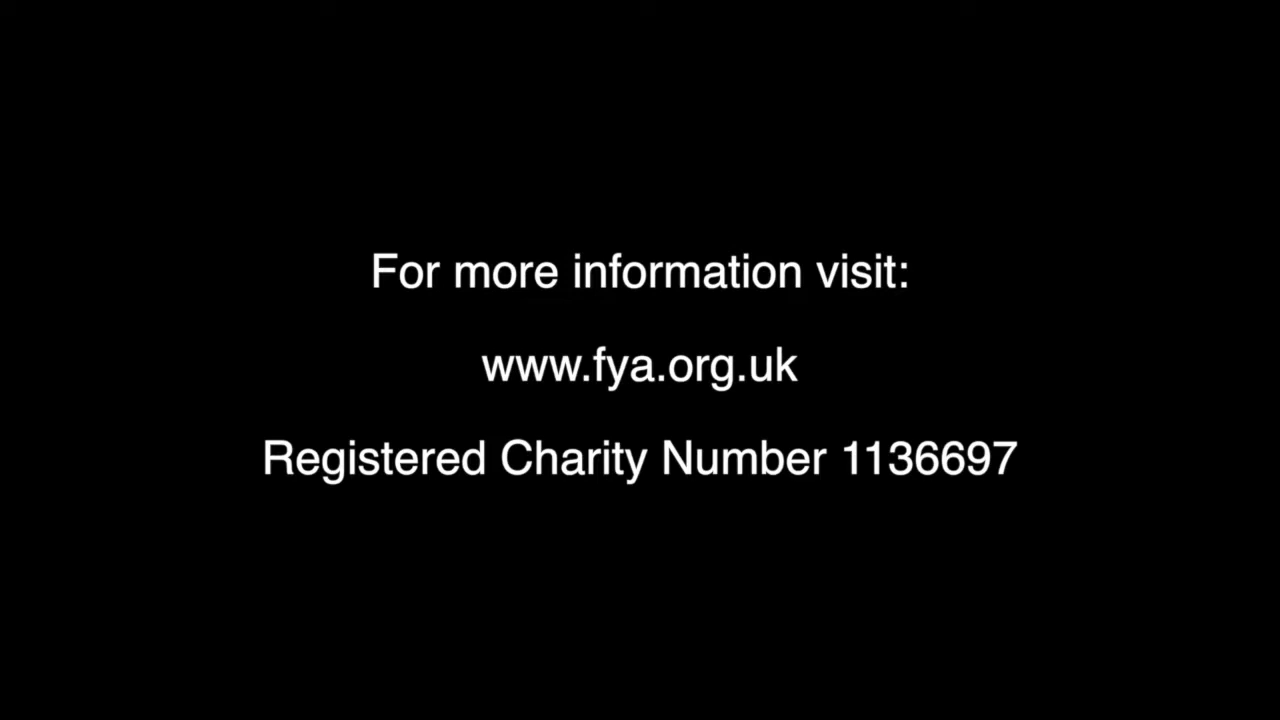 For more information visit:
www.fya.org.uk
Registered Charity Number 1136697